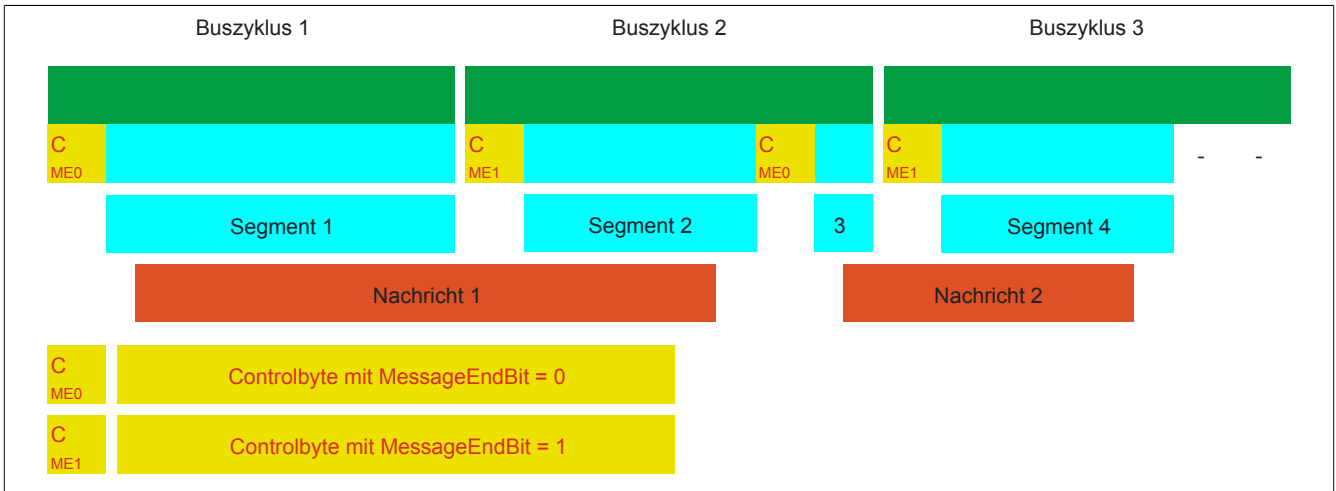 Buszyklus 1 Buszyklus 2 Buszyklus 3
C C C C
ME0 ME1 ME0 ME1 - -
Segment 1 Segment 2 3 Segment 4
Nachricht 1 Nachricht 2
C
ME0 Controlbyte mit MessageEndBit = 0
C
ME1 Controlbyte mit MessageEndBit = 1